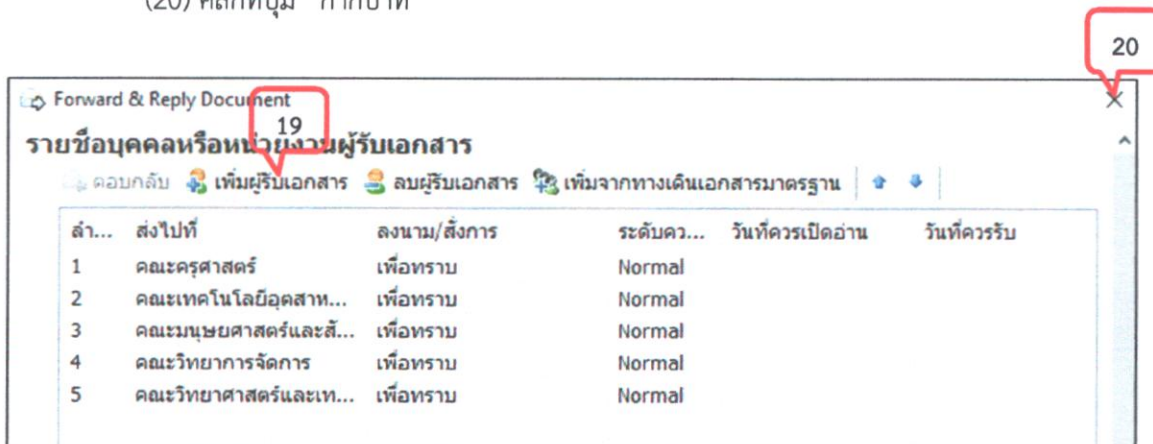 (20) คลิกที่ปุ่ม "กากบาท"
20
Forward & Reply Document
19
รายชื่อบุคคลหรือหน่วยงานผู้รับเอกสาร
ตอบกลับ เพิ่มผู้รับเอกสาร ลบผู้รับเอกสาร เพิ่มจากทางเดินเอกสารมาตรฐาน
ลำ... ส่งไปที่ ลงนาม/สั่งการ ระดับคว... วันที่ควรเปิดอ่าน วันที่ควรรับ
1 คณะครุศาสตร์ เพื่อทราบ Normal
2 คณะเทคโนโลยีอุตสาห... เพื่อทราบ Normal
3 คณะมนุษยศาสตร์และสั... เพื่อทราบ Normal
4 คณะวิทยาการจัดการ เพื่อทราบ Normal
5 คณะวิทยาศาสตร์และเท... เพื่อทราบ Normal